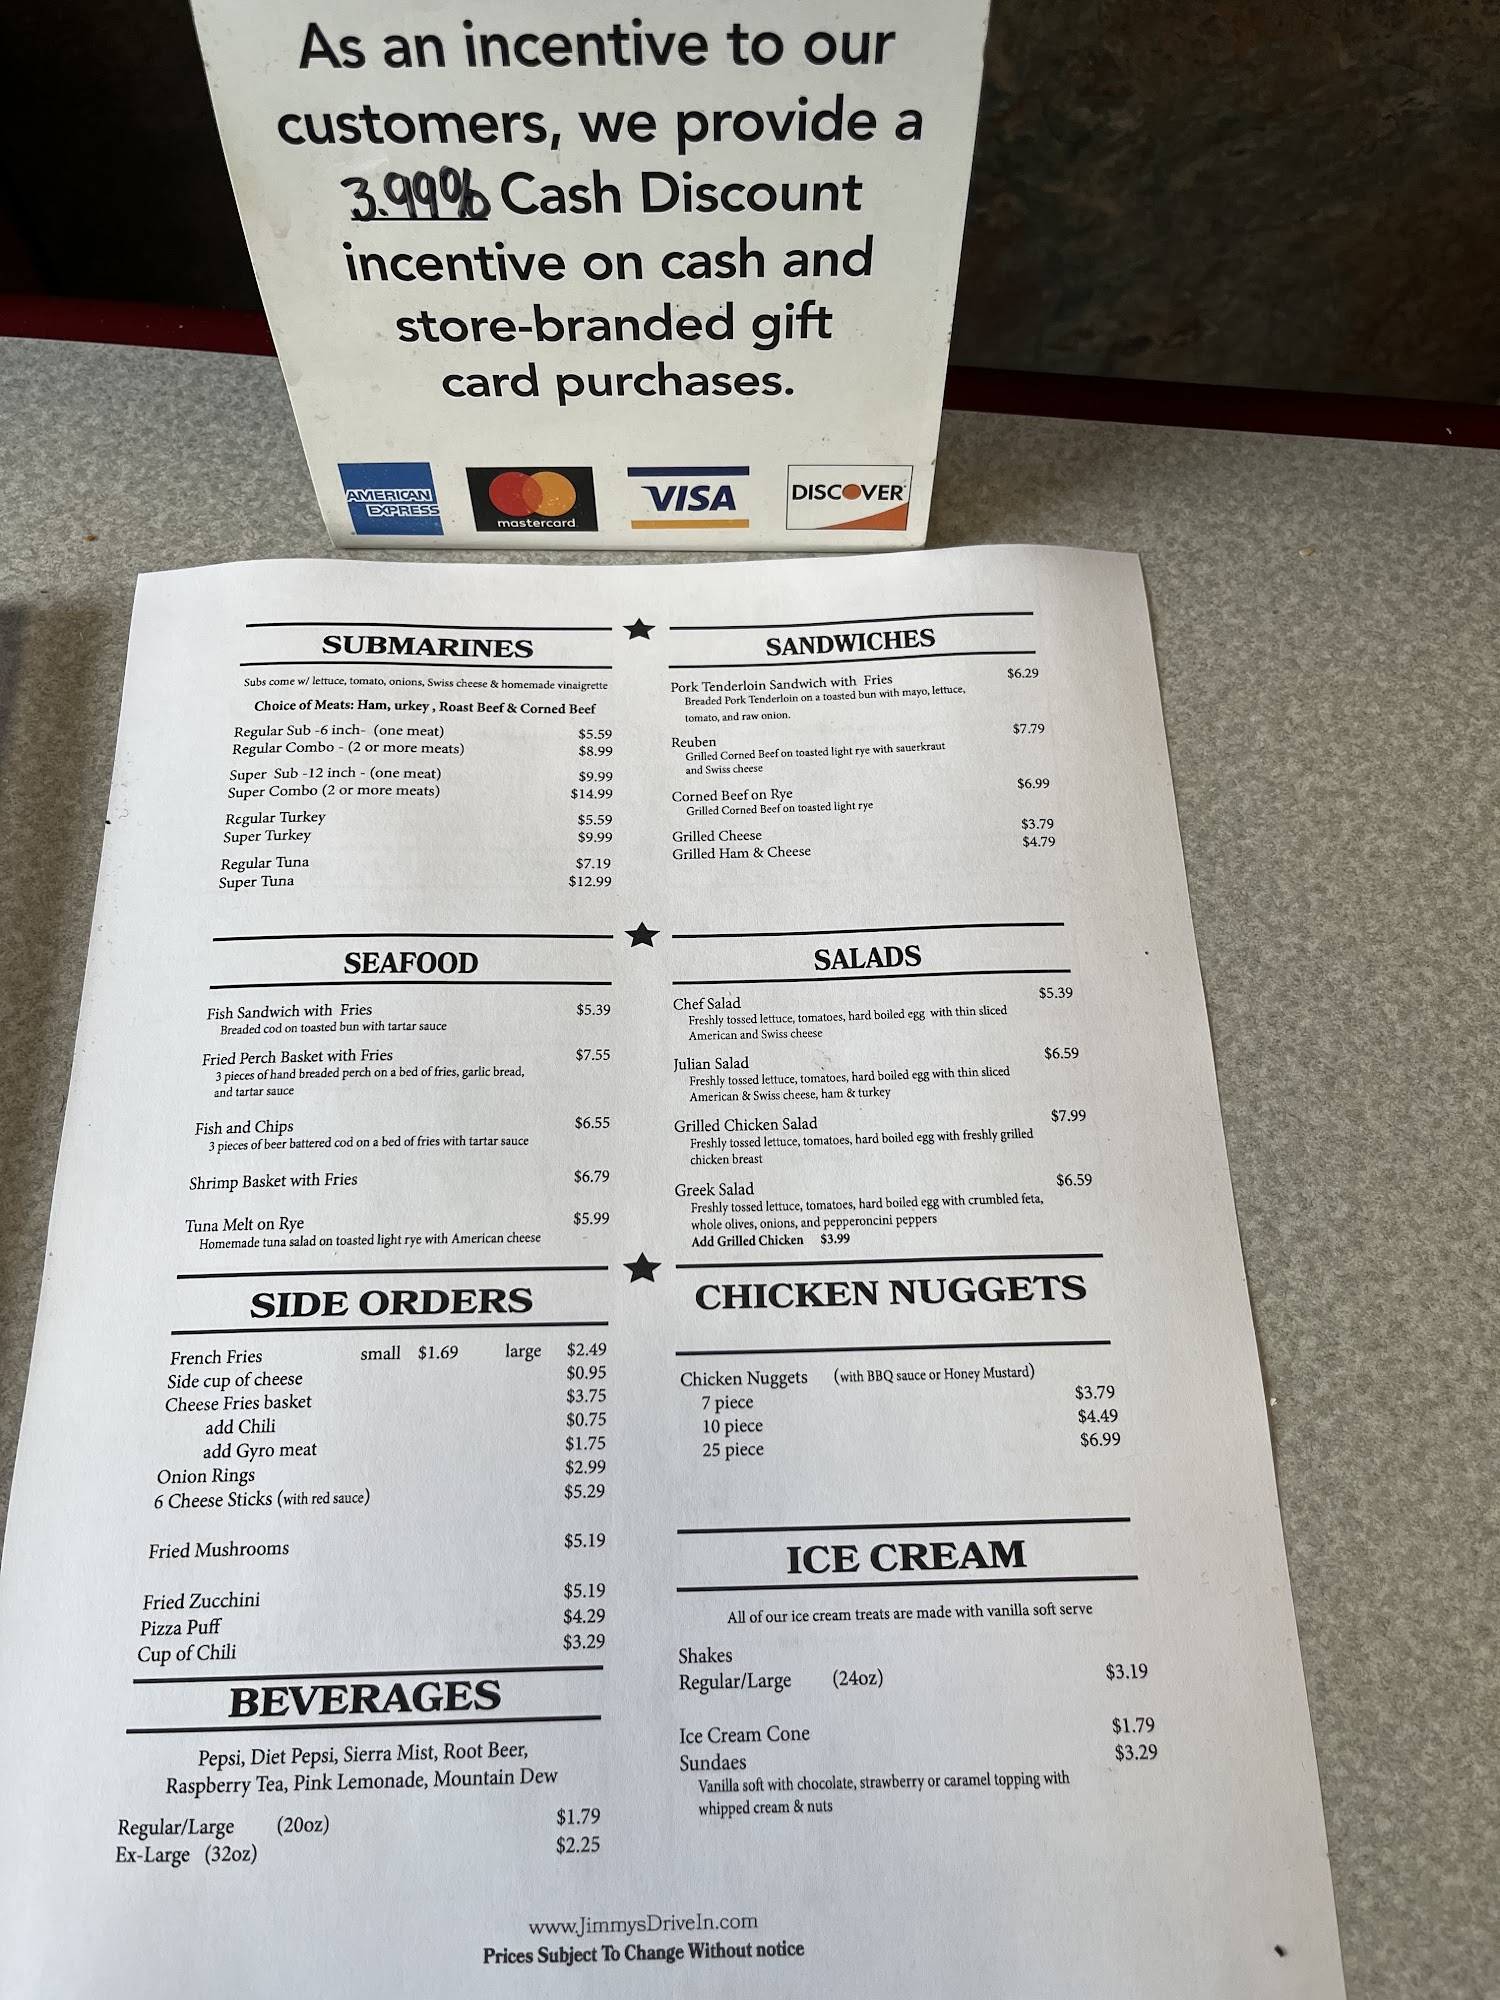 As an incentive to our
customers, we provide a
3.99% Cash Discount
incentive on cash and
store-branded gift
card purchases.
AMERICAN EXPRESS
mastercard
VISA
DISCOVER
SUBMARINES
Subs come w/ lettuce, tomato, onions, Swiss cheese & homemade vinaigrette
Choice of Meats: Ham, urkey , Roast Beef & Corned Beef
Regular Sub -6 inch- (one meat) $5.59
Regular Combo - (2 or more meats) $8.99
Super Sub -12 inch - (one meat) $9.99
Super Combo (2 or more meats) $14.99
Regular Turkey $5.59
Super Turkey $9.99
Regular Tuna $7.19
Super Tuna $12.99
SANDWICHES
Pork Tenderloin Sandwich with Fries $6.29
Breaded Pork Tenderloin on a toasted bun with mayo, lettuce,
tomato, and raw onion.
Reuben $7.79
Grilled Corned Beef on toasted light rye with sauerkraut
and Swiss cheese
Corned Beef on Rye $6.99
Grilled Corned Beef on toasted light rye
Grilled Cheese $3.79
Grilled Ham & Cheese $4.79
SEAFOOD
Fish Sandwich with Fries $5.39
Breaded cod on toasted bun with tartar sauce
Fried Perch Basket with Fries $7.55
3 pieces of hand breaded perch on a bed of fries, garlic bread,
and tartar sauce
Fish and Chips $6.55
3 pieces of beer battered cod on a bed of fries with tartar sauce
Shrimp Basket with Fries $6.79
Tuna Melt on Rye $5.99
Homemade tuna salad on toasted light rye with American cheese
SALADS
Chef Salad $5.39
Freshly tossed lettuce, tomatoes, hard boiled egg with thin sliced
American and Swiss cheese
Julian Salad $6.59
Freshly tossed lettuce, tomatoes, hard boiled egg with thin sliced
American & Swiss cheese, ham & turkey
Grilled Chicken Salad $7.99
Freshly tossed lettuce, tomatoes, hard boiled egg with freshly grilled
chicken breast
Greek Salad $6.59
Freshly tossed lettuce, tomatoes, hard boiled egg with crumbled feta,
whole olives, onions, and pepperoncini peppers
Add Grilled Chicken $3.99
SIDE ORDERS
French Fries small $1.69 large $2.49
Side cup of cheese $0.95
Cheese Fries basket $3.75
add Chili $0.75
add Gyro meat $1.75
Onion Rings $2.99
6 Cheese Sticks (with red sauce) $5.29
Fried Mushrooms $5.19
Fried Zucchini $5.19
Pizza Puff $4.29
Cup of Chili $3.29
CHICKEN NUGGETS
Chicken Nuggets (with BBQ sauce or Honey Mustard)
7 piece $3.79
10 piece $4.49
25 piece $6.99
ICE CREAM
All of our ice cream treats are made with vanilla soft serve
Shakes
Regular/Large (24oz) $3.19
Ice Cream Cone $1.79
Sundaes $3.29
Vanilla soft with chocolate, strawberry or caramel topping with
whipped cream & nuts
BEVERAGES
Pepsi, Diet Pepsi, Sierra Mist, Root Beer,
Raspberry Tea, Pink Lemonade, Mountain Dew
Regular/Large (20oz) $1.79
Ex-Large (32oz) $2.25
www.JimmysDriveIn.com
Prices Subject To Change Without notice